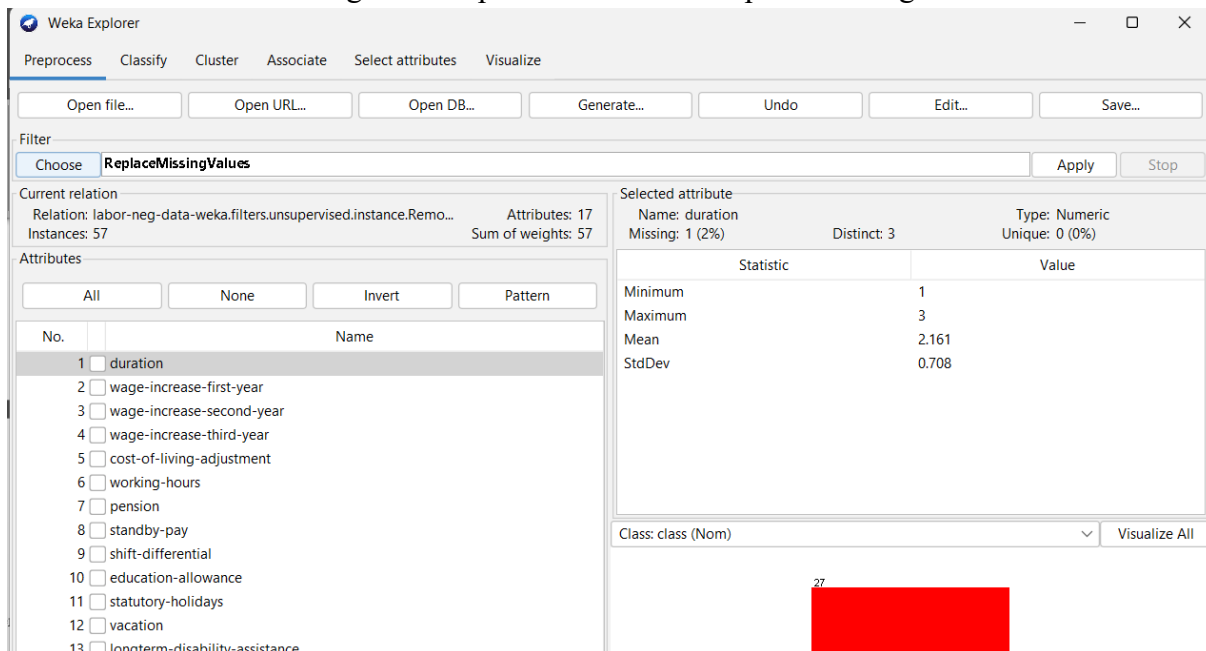 Weka Explorer
Preprocess Classify Cluster Associate Select attributes Visualize
Open file... Open URL... Open DB... Generate... Undo Edit... Save...
Filter
Choose ReplaceMissingValues Apply Stop
Current relation
Relation: labor-neg-data-weka.filters.unsupervised.instance.Remo... Attributes: 17
Instances: 57 Sum of weights: 57
Selected attribute
Name: duration Type: Numeric
Missing: 1 (2%) Distinct: 3 Unique: 0 (0%)
Attributes
All None Invert Pattern
No. Name
1 duration
2 wage-increase-first-year
3 wage-increase-second-year
4 wage-increase-third-year
5 cost-of-living-adjustment
6 working-hours
7 pension
8 standby-pay
9 shift-differential
10 education-allowance
11 statutory-holidays
12 vacation
13 longterm-disability-assistance
Statistic Value
Minimum 1
Maximum 3
Mean 2.161
StdDev 0.708
Class: class (Nom) Visualize All
27